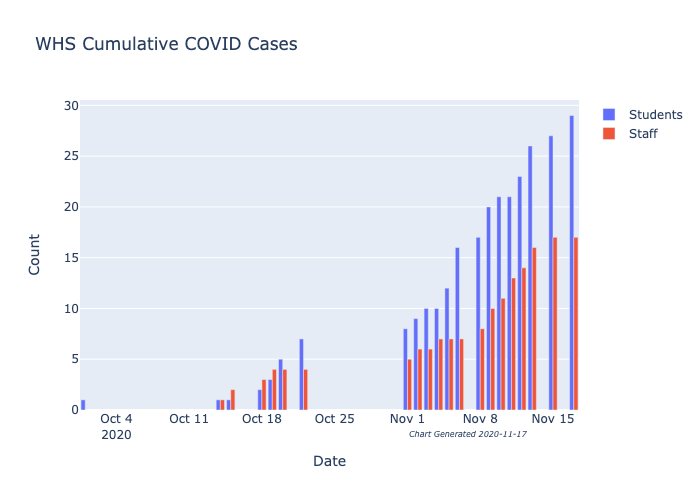 WHS Cumulative COVID Cases
30
25
20
15
10
5
0
Count
Students
Staff
Oct 4 Oct 11 Oct 18 Oct 25 Nov 1 Nov 8 Nov 15
2020
Chart Generated 2020-11-17
Date